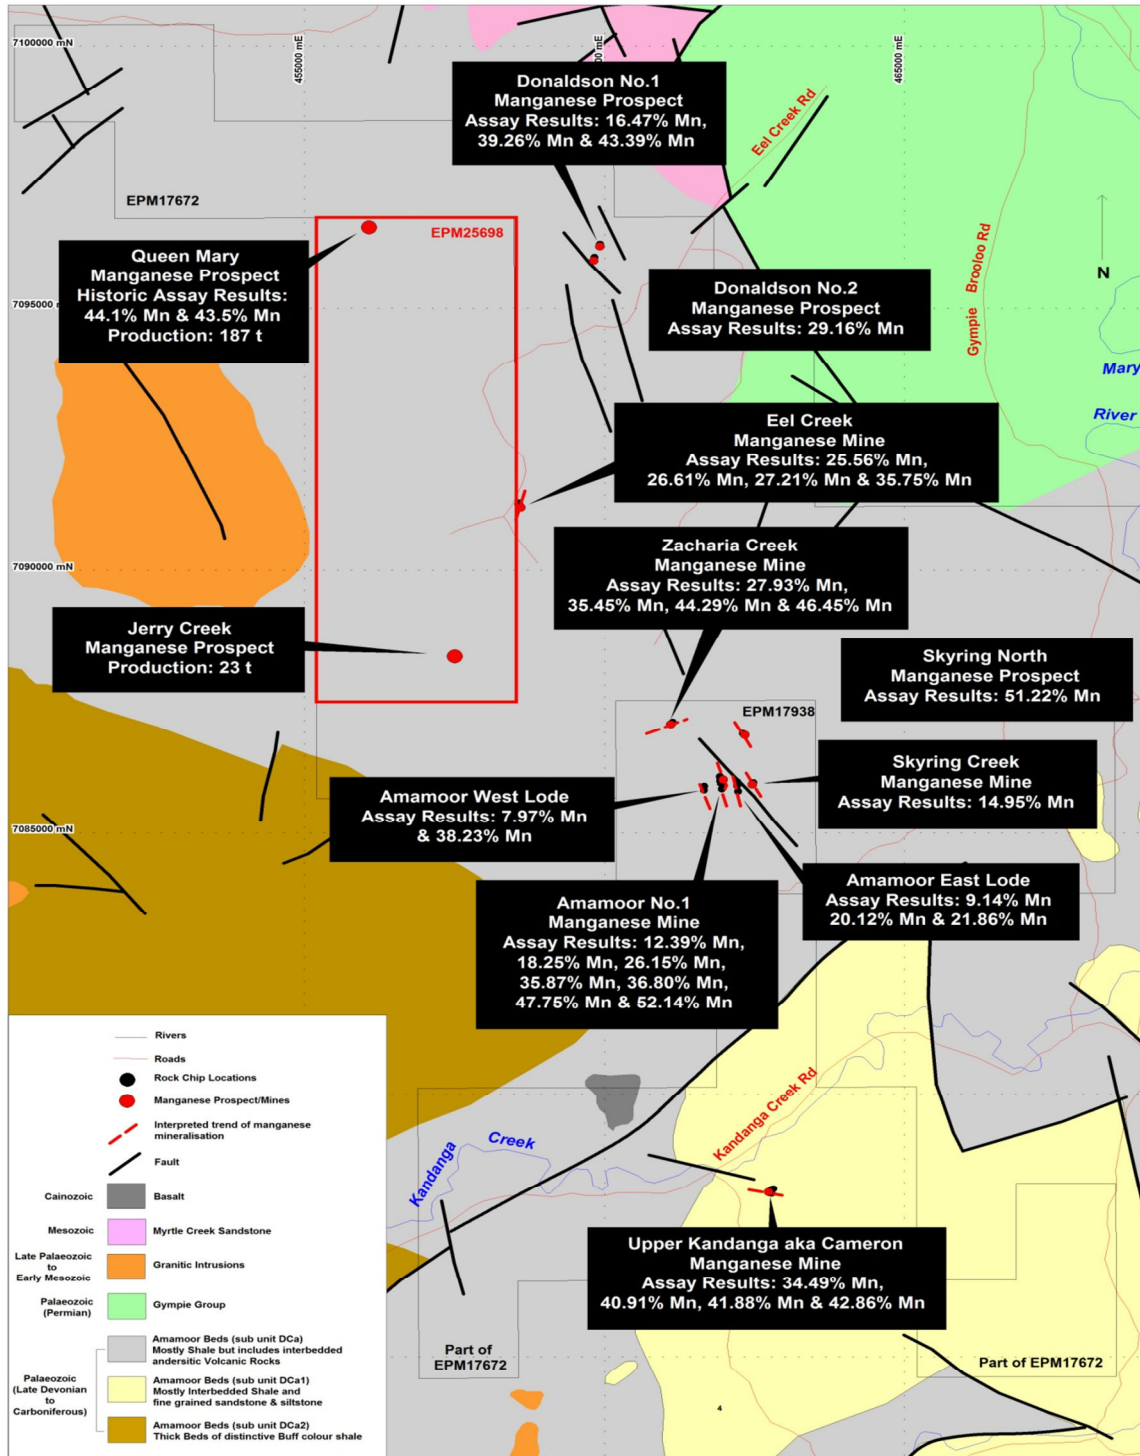 7100000 mN
455000 mE
465000 mE
Donaldson No.1
Manganese Prospect
Assay Results: 16.47% Mn,
39.26% Mn & 43.39% Mn
Eel Creek Rd
EPM17672
EPM25698
Gympie Brooloo Rd
N
Queen Mary
Manganese Prospect
Historic Assay Results:
44.1% Mn & 43.5% Mn
Production: 187 t
7095000 m
Donaldson No.2
Manganese Prospect
Assay Results: 29.16% Mn
Mary
River
Eel Creek
Manganese Mine
Assay Results: 25.56% Mn,
26.61% Mn, 27.21% Mn & 35.75% Mn
Zacharia Creek
Manganese Mine
Assay Results: 27.93% Mn,
35.45% Mn, 44.29% Mn & 46.45% Mn
7090000 mN
Jerry Creek
Manganese Prospect
Production: 23 t
Skyring North
Manganese Prospect
Assay Results: 51.22% Mn
EPM17938
Skyring Creek
Manganese Mine
Assay Results: 14.95% Mn
Amamoor West Lode
Assay Results: 7.97% Mn
& 38.23% Mn
7085000 mN
Amamoor East Lode
Assay Results: 9.14% Mn
20.12% Mn & 21.86% Mn
Amamoor No.1
Manganese Mine
Assay Results: 12.39% Mn,
18.25% Mn, 26.15% Mn,
35.87% Mn, 36.80% Mn,
47.75% Mn & 52.14% Mn
Kandanga Creek Rd
Kandanga
Creek
Upper Kandanga aka Cameron
Manganese Mine
Assay Results: 34.49% Mn,
40.91% Mn, 41.88% Mn & 42.86% Mn
Part of
EPM17672
Part of EPM17672
4
Rivers
Roads
Rock Chip Locations
Manganese Prospect/Mines
Interpreted trend of manganese
mineralisation
Fault
Cainozoic
Basalt
Mesozoic
Myrtle Creek Sandstone
Late Palaeozoic
to
Early Mesozoic
Granitic Intrusions
Palaeozoic
(Permian)
Gympie Group
Palaeozoic
(Late Devonian
to
Carboniferous)
Amamoor Beds (sub unit DCa)
Mostly Shale but includes interbedded
andersitic Volcanic Rocks
Amamoor Beds (sub unit DCa1)
Mostly Interbedded Shale and
fine grained sandstone & siltstone
Amamoor Beds (sub unit DCa2)
Thick Beds of distinctive Buff colour shale